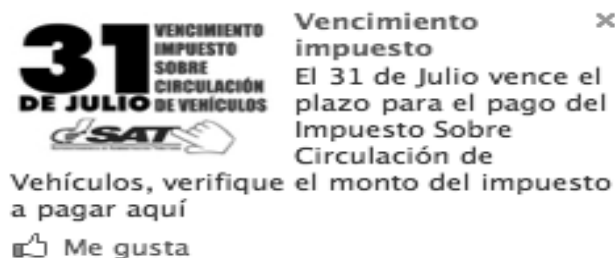 31
VENCIMIENTO
IMPUESTO
SOBRE
CIRCULACIÓN
DE JULIO DE VEHÍCULOS
SAT
Vencimiento
impuesto
El 31 de Julio vence el
plazo para el pago del
Impuesto Sobre
Circulación de
Vehículos, verifique el monto del impuesto
a pagar aquí
Me gusta